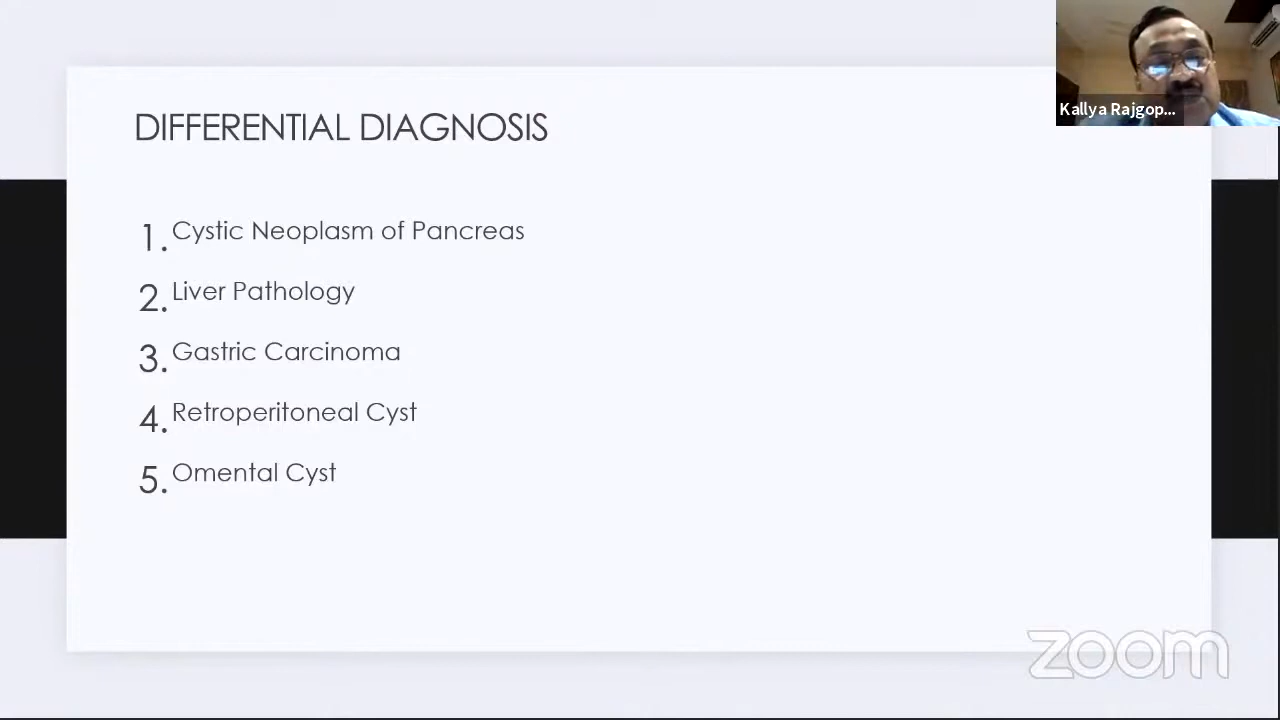 Kallya Rajgop...
DIFFERENTIAL DIAGNOSIS
1. Cystic Neoplasm of Pancreas
2. Liver Pathology
3. Gastric Carcinoma
4. Retroperitoneal Cyst
5. Omental Cyst
zoom